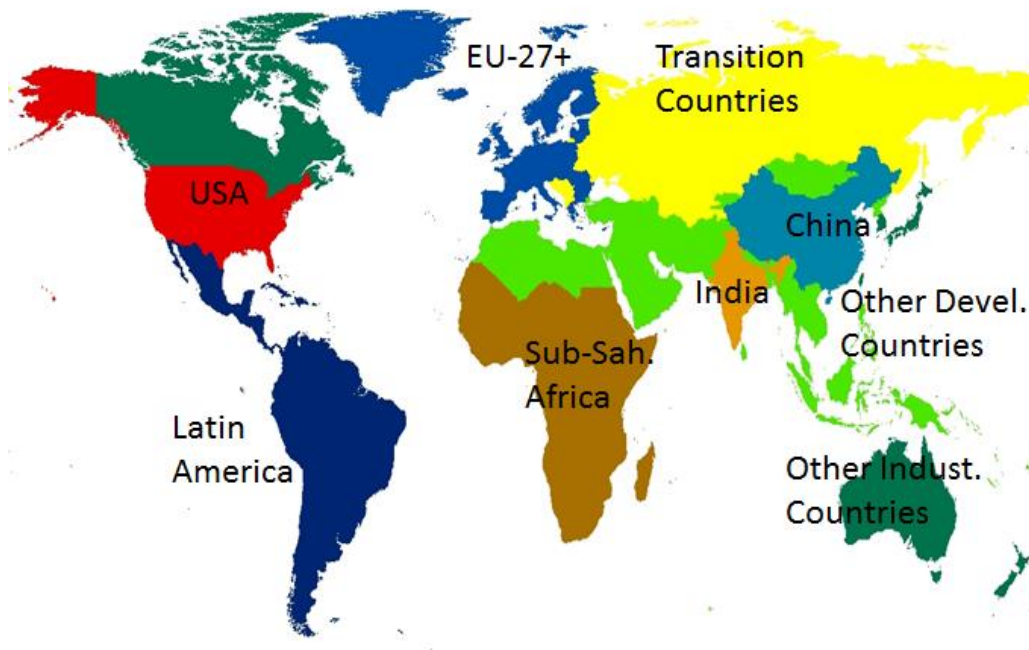 EU-27+
Transition
Countries
USA
China
India
Other Devel.
Countries
Sub-Sah.
Africa
Latin
America
Other Indust.
Countries